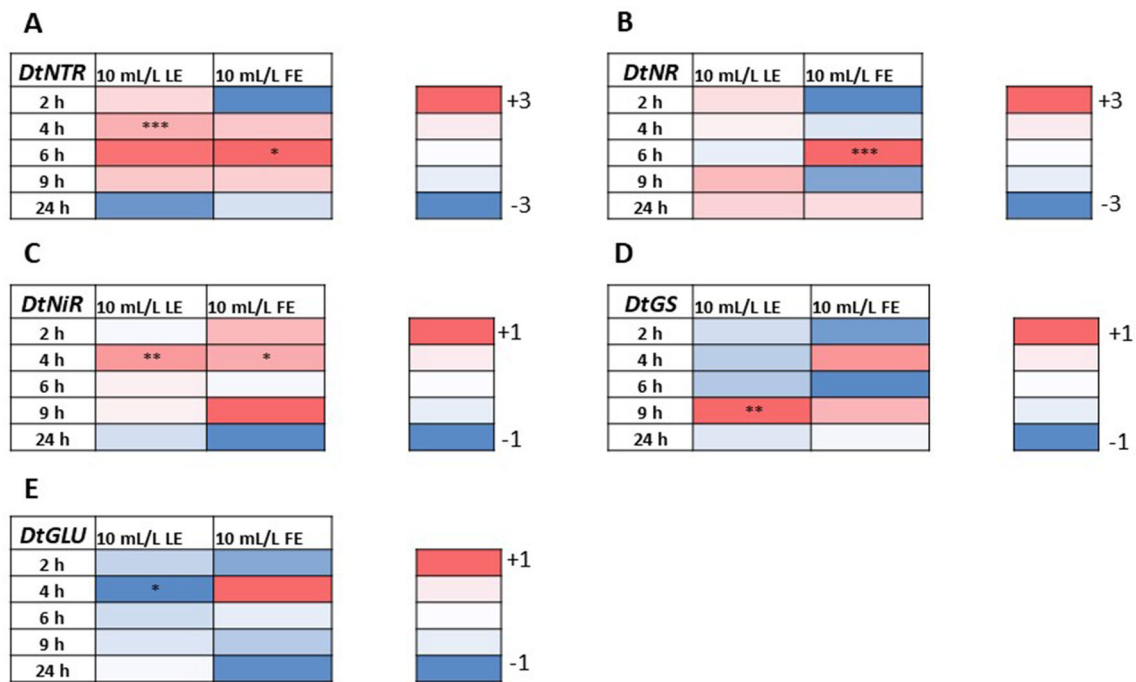 A
DtNTR 10 mL/L LE 10 mL/L FE
2 h
4 h ***
6 h *
9 h
24 h
+3
-3
B
DtNR 10 mL/L LE 10 mL/L FE
2 h
4 h
6 h ***
9 h
24 h
+3
-3
C
DtNiR 10 mL/L LE 10 mL/L FE
2 h
4 h ** *
6 h
9 h
24 h
+1
-1
D
DtGS 10 mL/L LE 10 mL/L FE
2 h
4 h
6 h
9 h **
24 h
+1
-1
E
DtGLU 10 mL/L LE 10 mL/L FE
2 h
4 h *
6 h
9 h
24 h
+1
-1